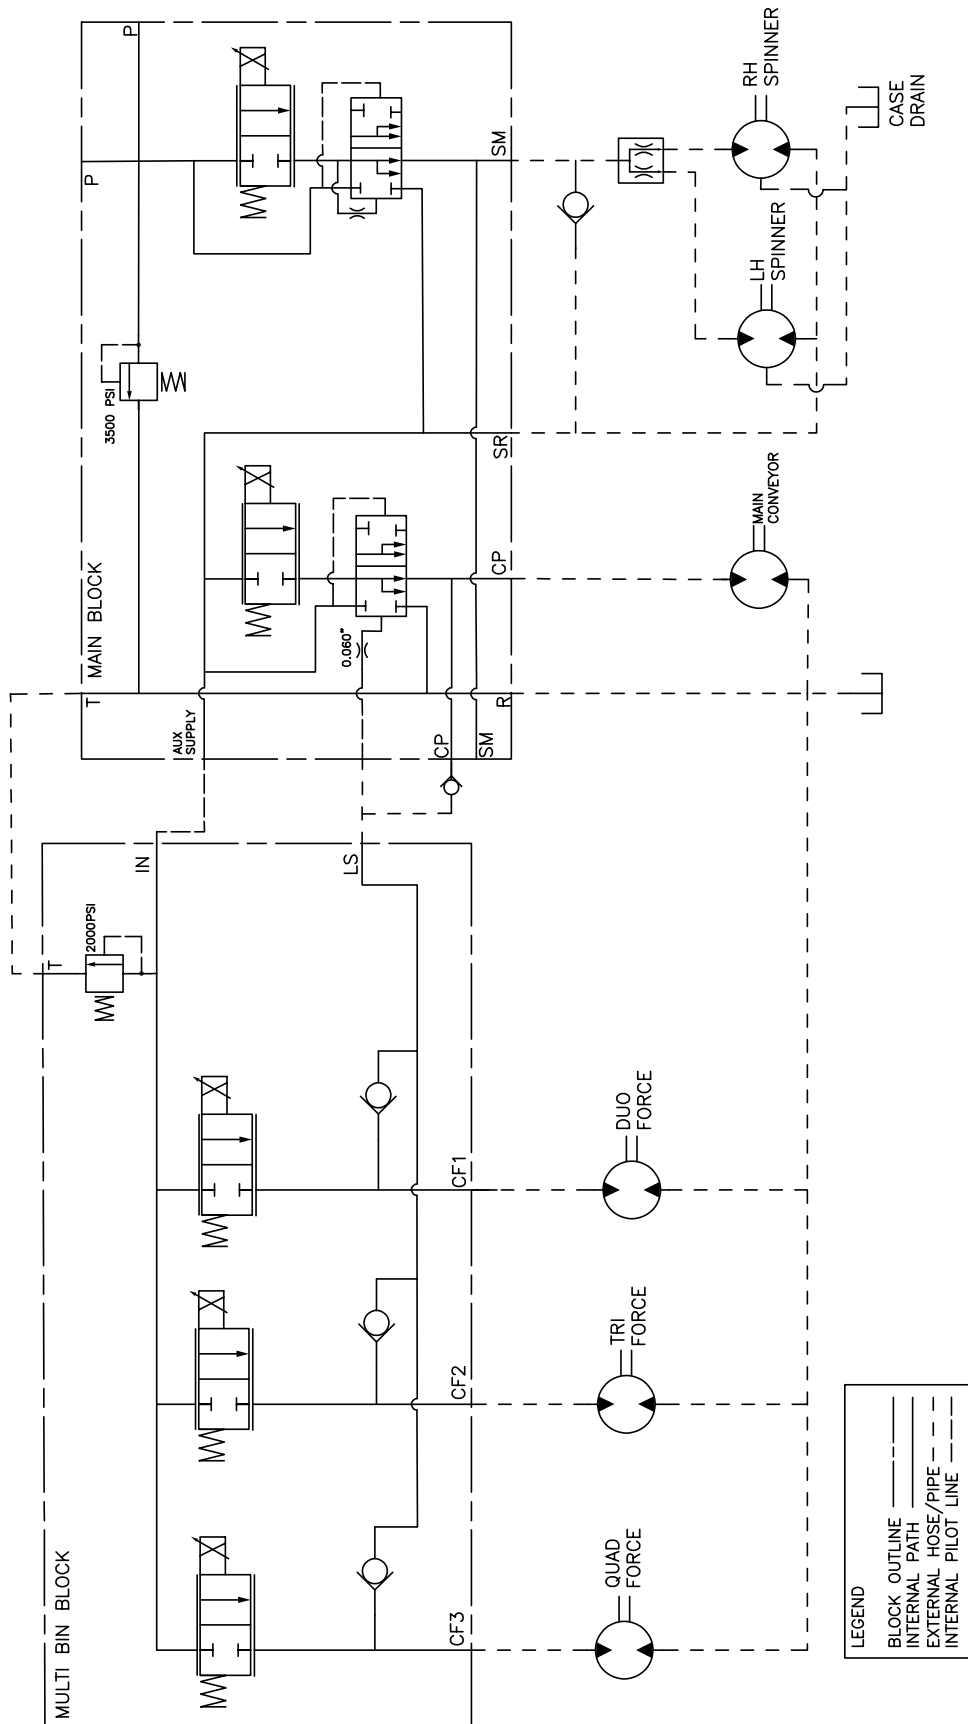 P
P
RH
SPINNER
SM
CASE
DRAIN
LH
SPINNER
3500 PSI
SR
MAIN
CONVEYOR
MAIN BLOCK
CP
0.060"
T
R
AUX
SUPPLY
CP
SM
IN
LS
T
2000PSI
DUO
FORCE
CF1
TRI
FORCE
CF2
QUAD
FORCE
CF3
MULTI BIN BLOCK
LEGEND
BLOCK OUTLINE
INTERNAL PATH
EXTERNAL HOSE/PIPE
INTERNAL PILOT LINE